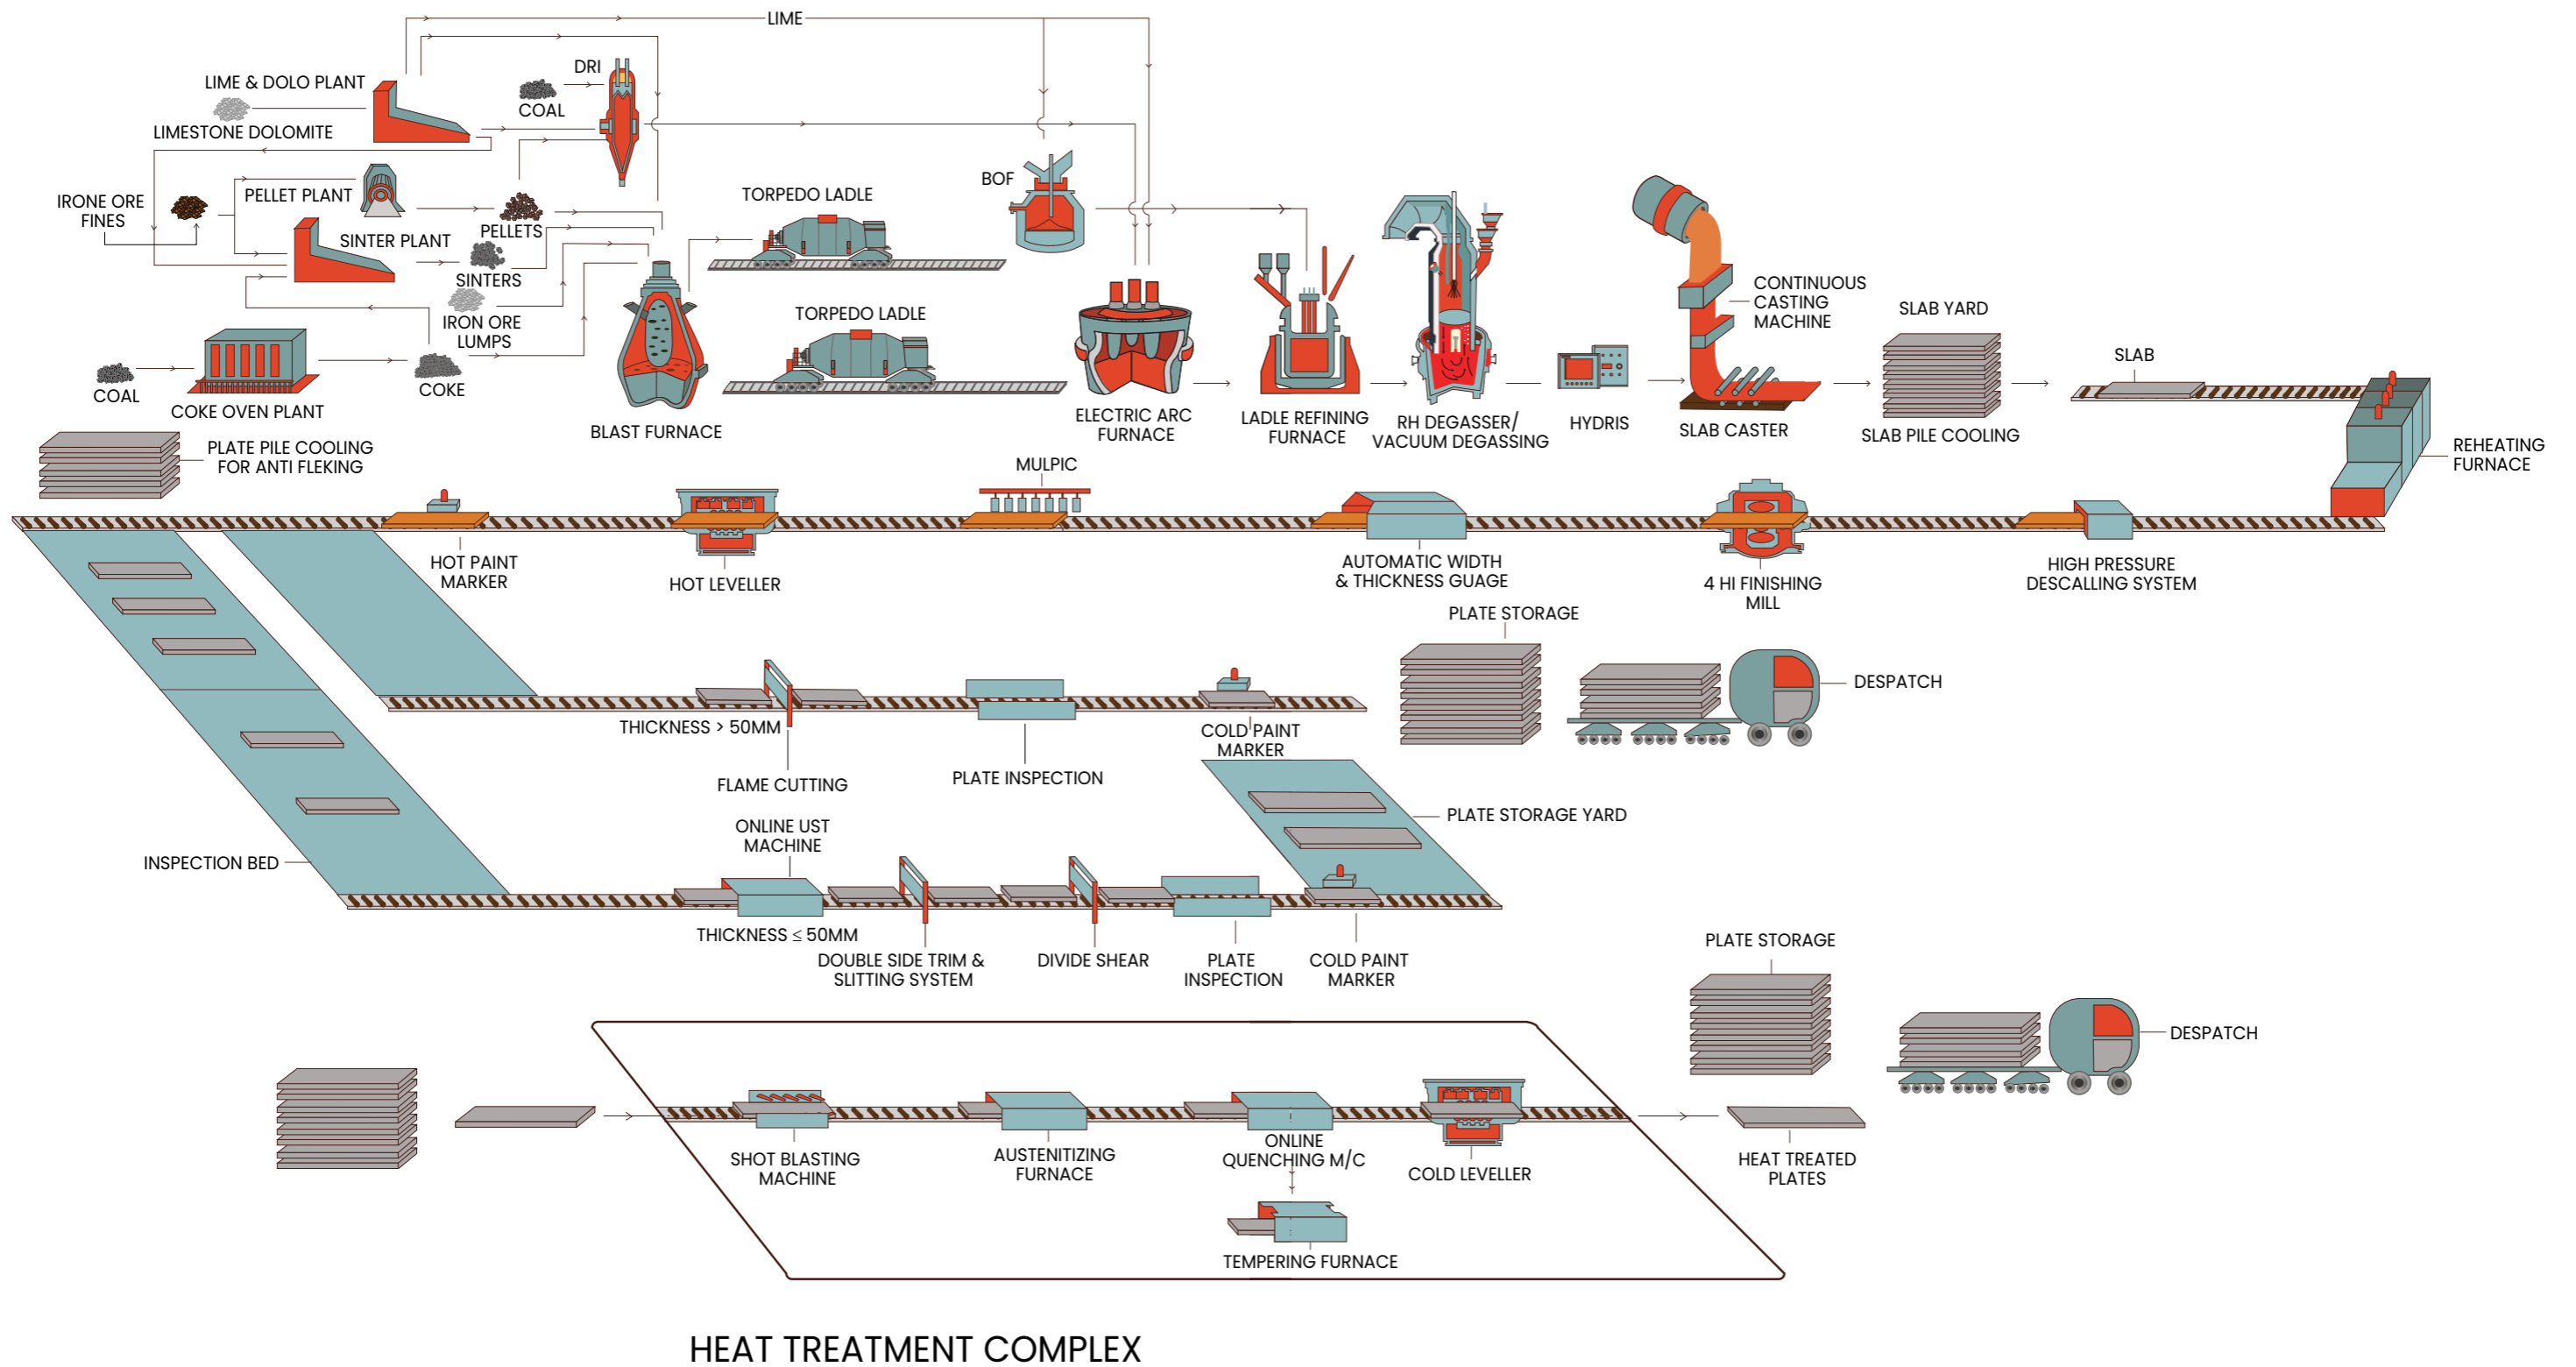 LIME
DRI
LIME & DOLO PLANT
COAL
LIMESTONE DOLOMITE
BOF
PELLET PLANT
TORPEDO LADLE
IRONE ORE
FINES
PELLETS
SINTER PLANT
SINTERS
CONTINUOUS
CASTING
MACHINE
IRON ORE
LUMPS
TORPEDO LADLE
SLAB YARD
SLAB
COAL
COKE OVEN PLANT
COKE
BLAST FURNACE
ELECTRIC ARC
FURNACE
LADLE REFINING
FURNACE
RH DEGASSER/
VACUUM DEGASSING
HYDRIS
SLAB CASTER
SLAB PILE COOLING
REHEATING
FURNACE
PLATE PILE COOLING
FOR ANTI FLEKING
MULPIC
HOT PAINT
MARKER
HOT LEVELLER
AUTOMATIC WIDTH
& THICKNESS GUAGE
4 HI FINISHING
MILL
HIGH PRESSURE
DESCALLING SYSTEM
PLATE STORAGE
DESPATCH
THICKNESS > 50MM
FLAME CUTTING
PLATE INSPECTION
COLD PAINT
MARKER
PLATE STORAGE YARD
ONLINE UST
MACHINE
INSPECTION BED
THICKNESS ≤ 50MM
DOUBLE SIDE TRIM &
SLITTING SYSTEM
DIVIDE SHEAR
PLATE
INSPECTION
COLD PAINT
MARKER
PLATE STORAGE
DESPATCH
SHOT BLASTING
MACHINE
AUSTENITIZING
FURNACE
ONLINE
QUENCHING M/C
COLD LEVELLER
HEAT TREATED
PLATES
TEMPERING FURNACE
HEAT TREATMENT COMPLEX